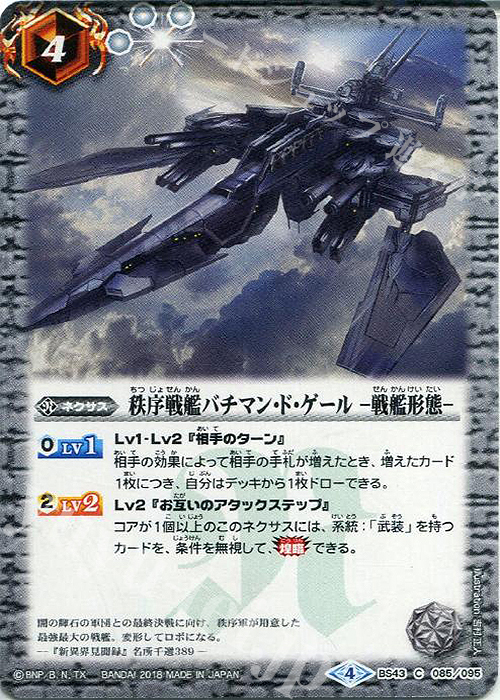 4
ネクサス
秩序戦艦バチマン・ド・ゲール -戦艦形態-
0 LV1
Lv1・Lv2『相手のターン』
相手の効果によって相手の手札が増えたとき、増えたカード
1枚につき、自分はデッキから1枚ドローできる。
2 LV2
Lv2『お互いのアタックステップ』
コアが1個以上のこのネクサスには、系統:「武装」を持つ
カードを、条件を無視して、煌臨できる。
闇の輝石の軍団との最終決戦に向け、秩序軍が用意した
最強最大の戦艦。変形してロボになる。
――『新異界見聞録』名所千選389――
©BNP/B, N, TX BANDAI 2018 MADE IN JAPAN
4 BS43 C 085/095